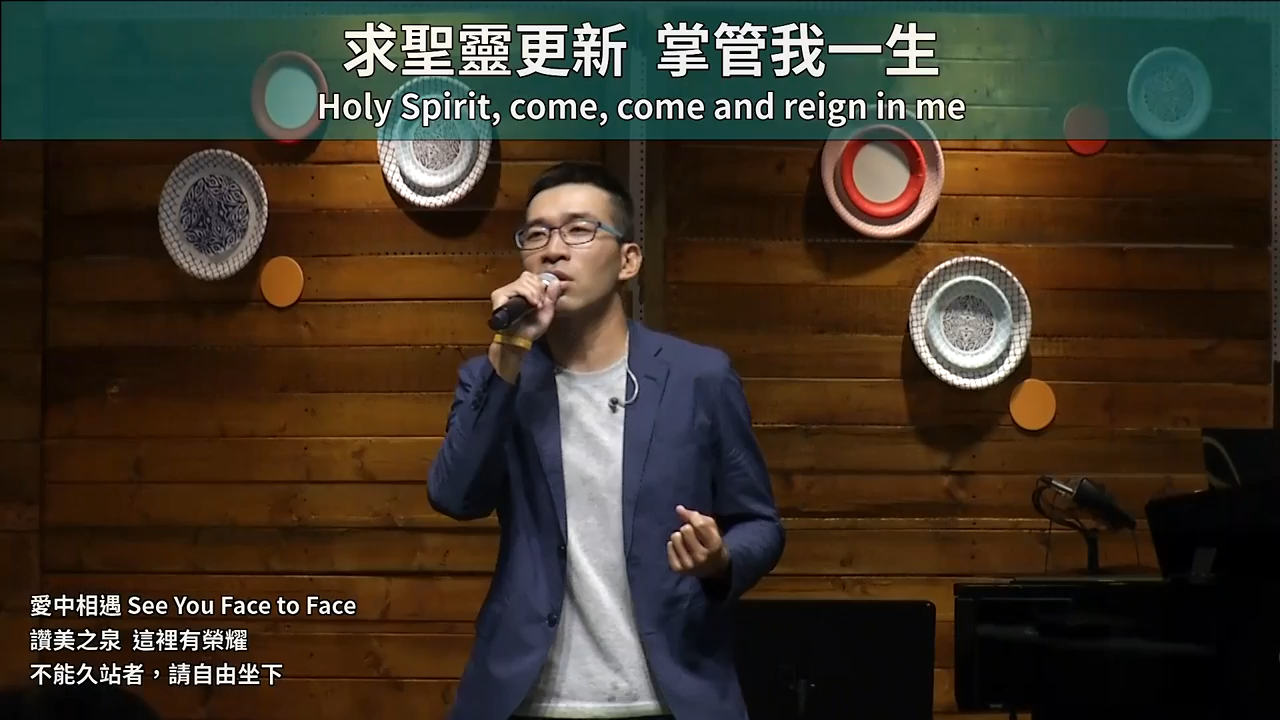 求聖靈更新 掌管我一生
Holy Spirit, come, come and reign in me
愛中相遇 See You Face to Face
讚美之泉 這裡有榮耀
不能久站者，請自由坐下